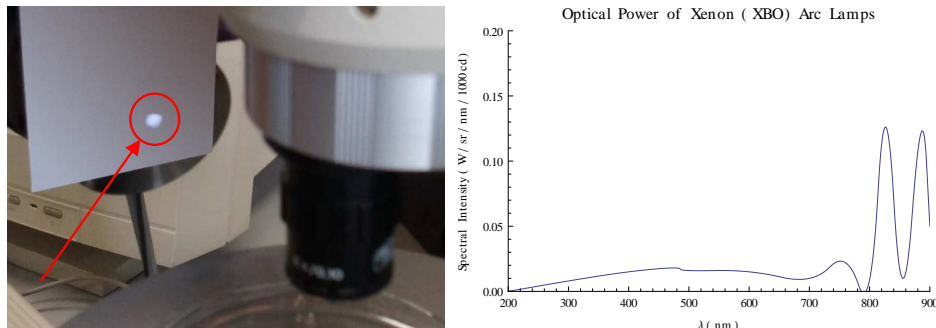 Optical Power of Xenon ( XBO) Arc Lamps
Spectral Intensity ( W/ sr / nm / 1000 cd)
0.20
0.15
0.10
0.05
0.00
200 300 400 500 600 700 800 900
λ ( nm )